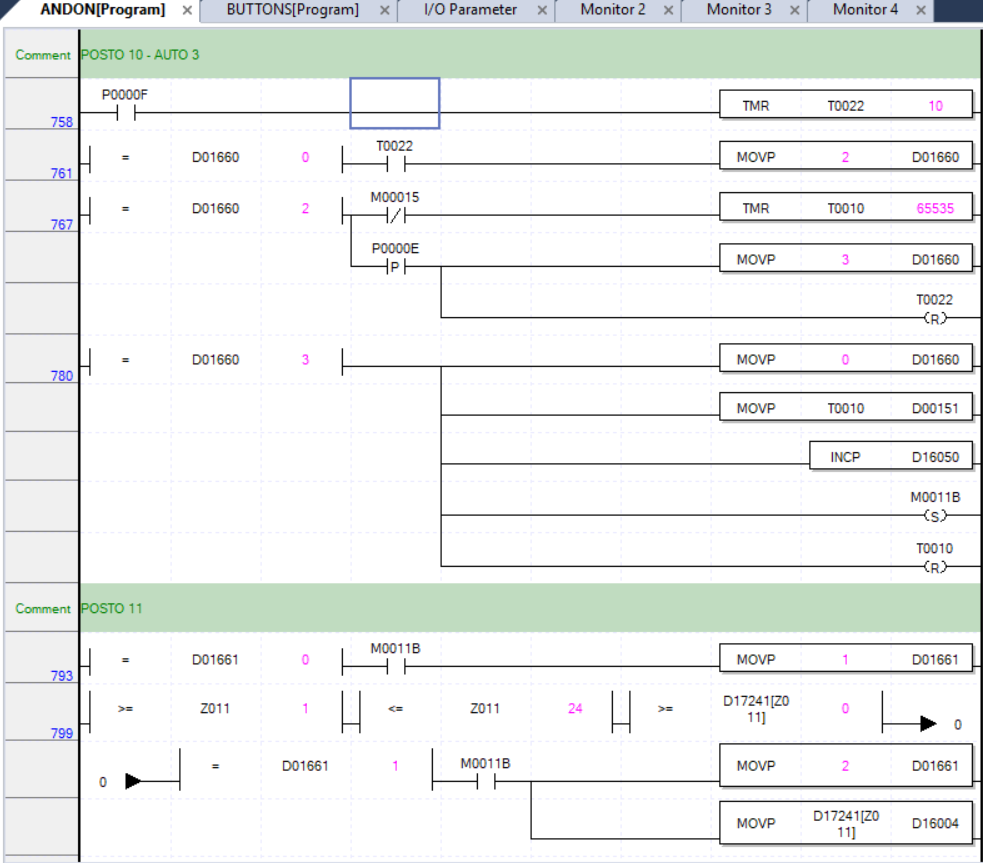 ANDON[Program] × BUTTONS[Program] × I/O Parameter × Monitor 2 × Monitor 3 × Monitor 4 ×
Comment POSTO 10 - AUTO 3
P0000F
758 TMR T0022 10
T0022
761 = D01660 0 MOVP 2 D01660
M00015
767 = D01660 2 TMR T0010 65535
P0000E
P MOVP 3 D01660
T0022
R
780 = D01660 3 MOVP 0 D01660
MOVP T0010 D00151
INCP D16050
M0011B
S
T0010
R
Comment POSTO 11
M0011B
793 = D01661 0 MOVP 1 D01661
799 >= Z011 1 <= Z011 24 >= D17241[Z0
11] 0 0
M0011B
0 = D01661 1 MOVP 2 D01661
MOVP D17241[Z0
11] D16004